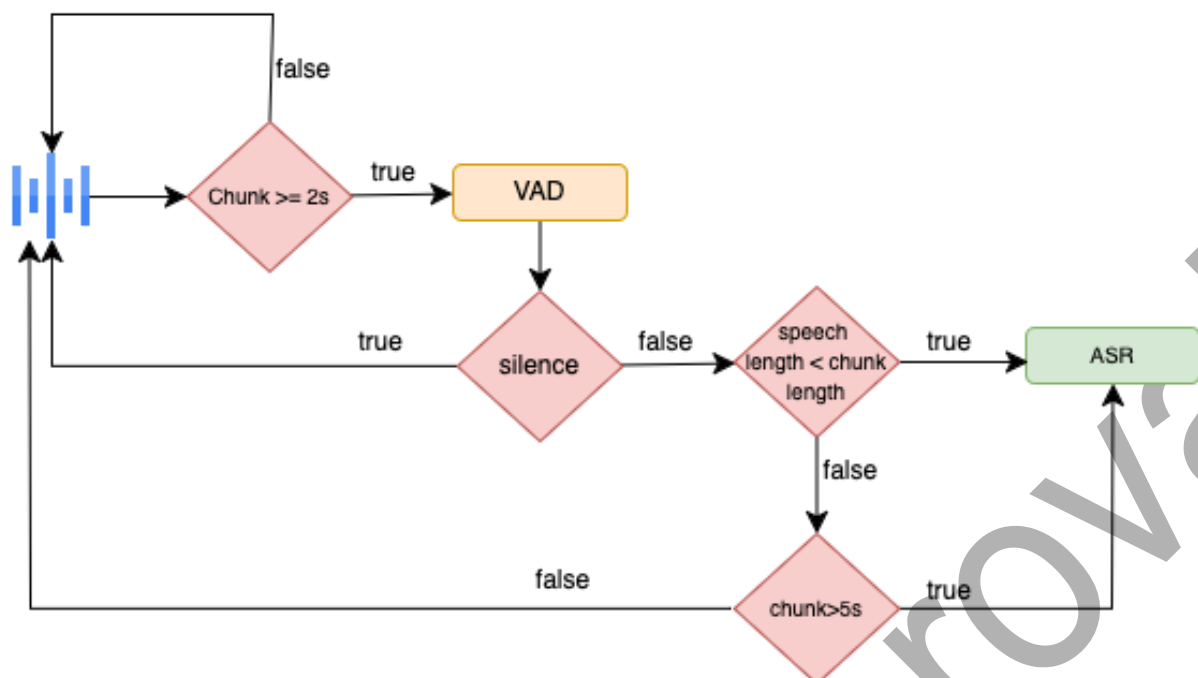 false
Chunk >= 2s
true
VAD
true
silence
false
speech
length < chunk
length
true
ASR
false
false
chunk>5s
true